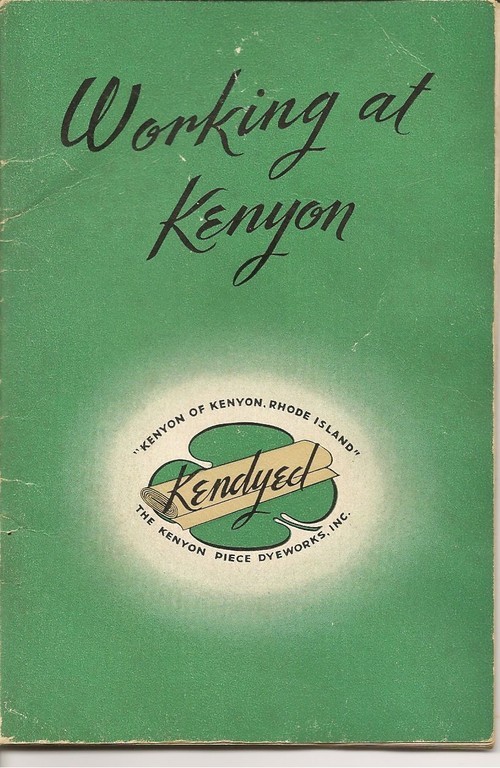 Working at
Kenyon
"KENYON OF KENYON, RHODE ISLAND"
Kendyed
THE KENYON PIECE DYEWORKS, INC.